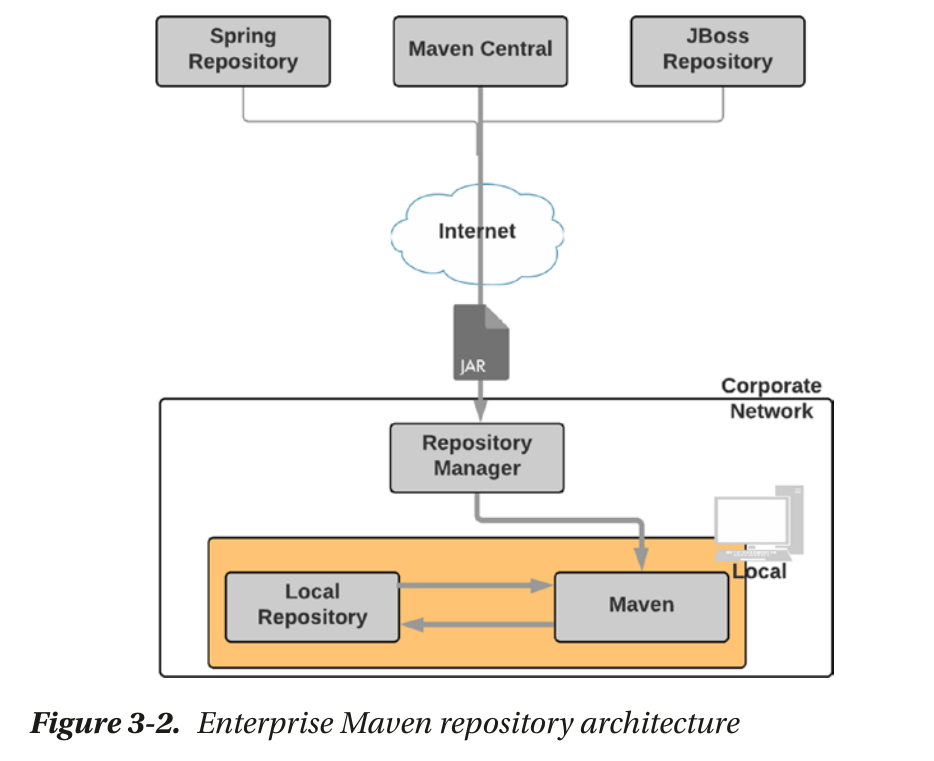 Spring
Repository
Maven Central
JBoss
Repository
Internet
JAR
Corporate
Network
Repository
Manager
Local
Local
Repository
Maven
Figure 3-2. Enterprise Maven repository architecture